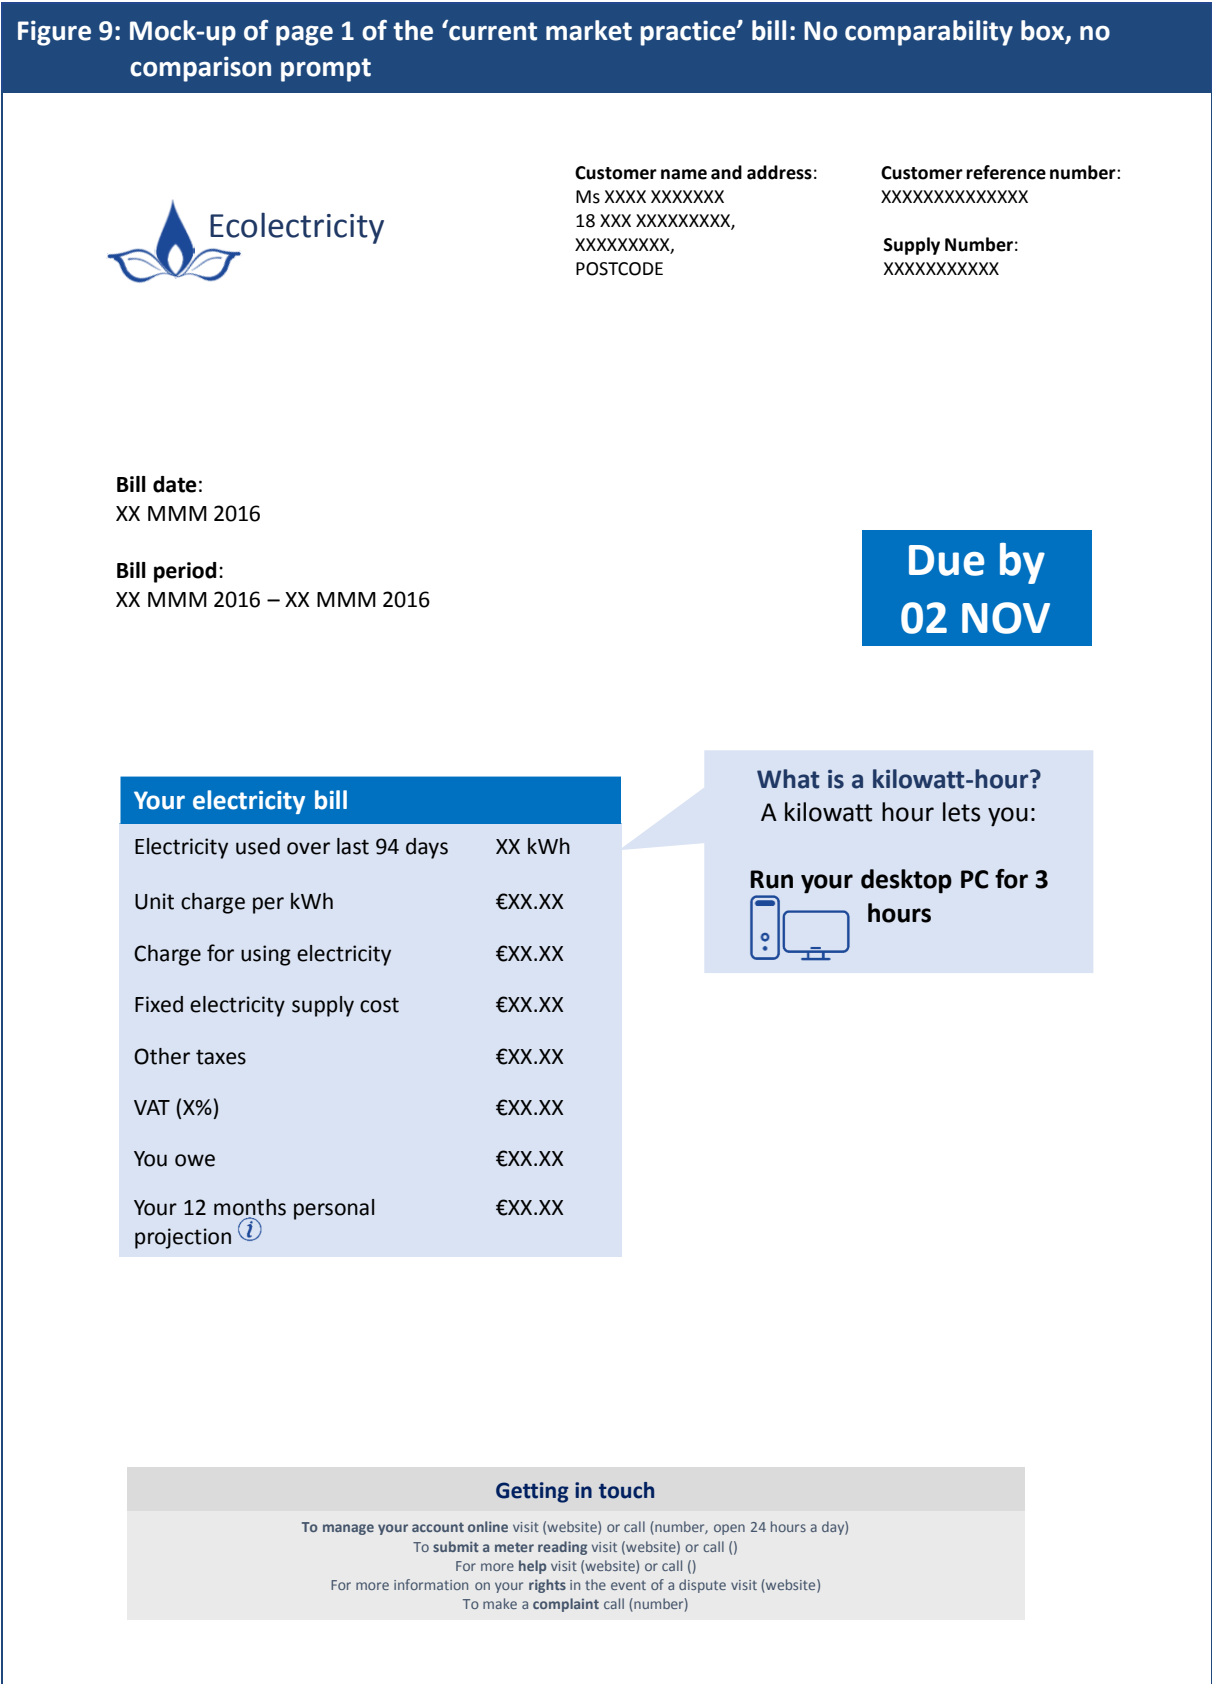 Figure 9: Mock-up of page 1 of the ‘current market practice’ bill: No comparability box, no
comparison prompt
Ecolectricity
Customer name and address:
Ms XXXX XXXXXXX
18 XXX XXXXXXXXX,
XXXXXXXXX,
POSTCODE
Customer reference number:
XXXXXXXXXXXXXX
Supply Number:
XXXXXXXXXXX
Bill date:
XX MMM 2016
Bill period:
XX MMM 2016 – XX MMM 2016
Due by
02 NOV
Your electricity bill
Electricity used over last 94 days XX kWh
Unit charge per kWh €XX.XX
Charge for using electricity €XX.XX
Fixed electricity supply cost €XX.XX
Other taxes €XX.XX
VAT (X%) €XX.XX
You owe €XX.XX
Your 12 months personal €XX.XX
projection i
What is a kilowatt-hour?
A kilowatt hour lets you:
Run your desktop PC for 3
hours
Getting in touch
To manage your account online visit (website) or call (number, open 24 hours a day)
To submit a meter reading visit (website) or call ()
For more help visit (website) or call ()
For more information on your rights in the event of a dispute visit (website)
To make a complaint call (number)